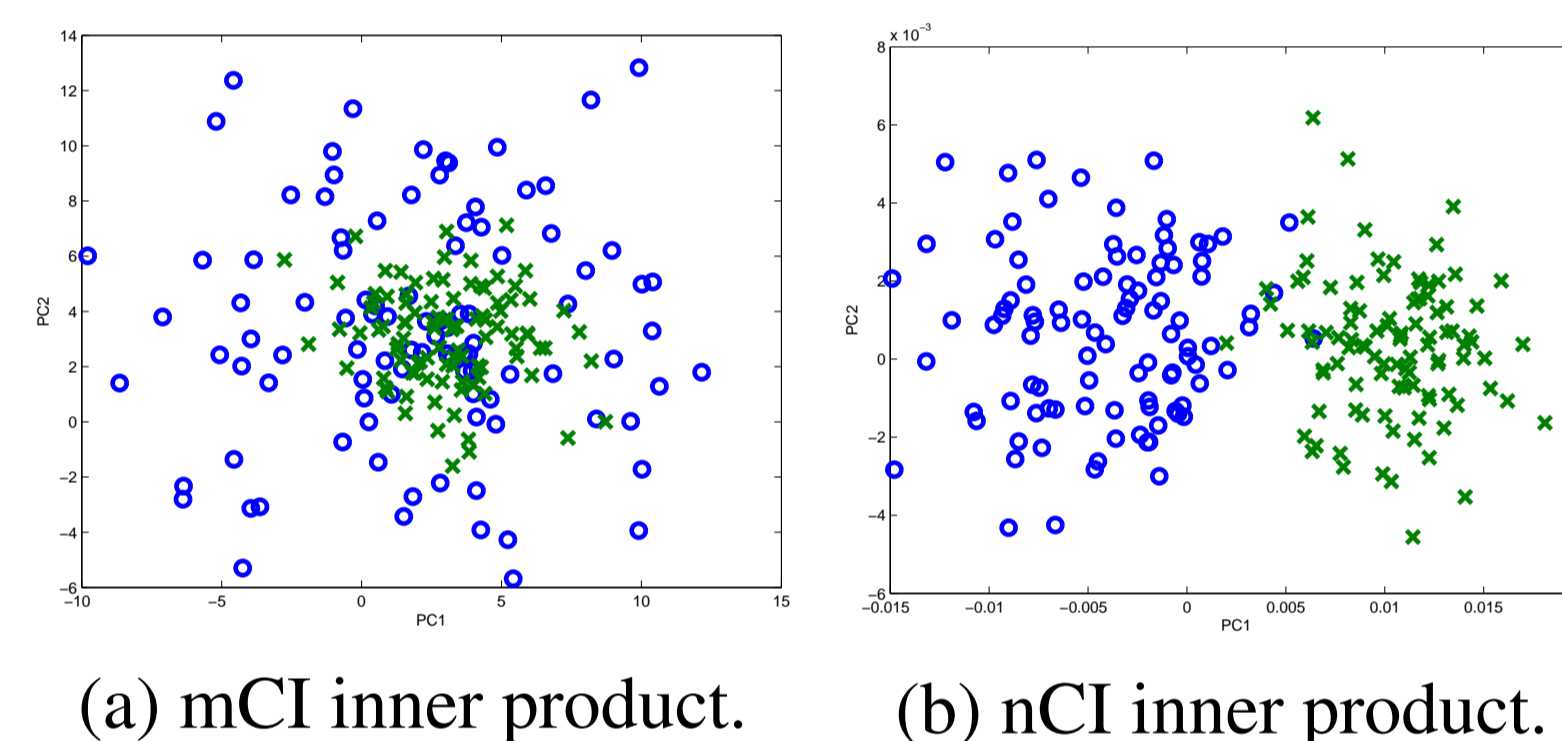 14
12
10
8
6
4
2
0
−2
−4
−6
−10 −5 0 5 10 15
PC2
PC1
x 10−3
8
6
4
2
0
−2
−4
−6
−0.015 −0.01 −0.005 0 0.005 0.01 0.015
PC2
PC1
(a) mCI inner product.
(b) nCI inner product.